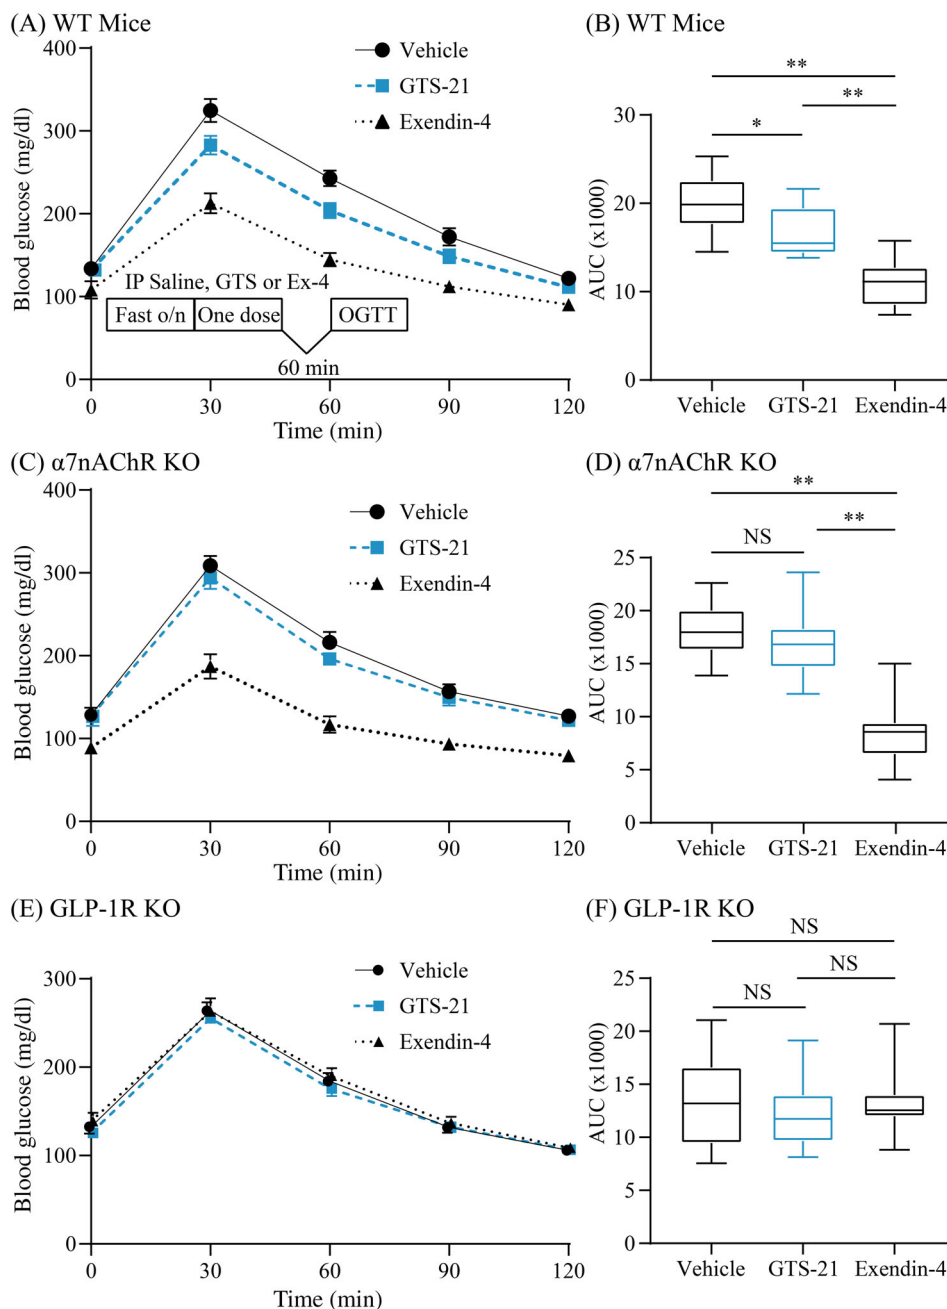 (A) WT Mice
Blood glucose (mg/dl)
400
300
200
100
0
Vehicle
GTS-21
Exendin-4
IP Saline, GTS or Ex-4
Fast o/n One dose OGTT
60 min
0 30 60 90 120
Time (min)
(B) WT Mice
**
**
*
AUC (x1000)
30
20
10
0
Vehicle GTS-21 Exendin-4
(C) α7nAChR KO
Blood glucose (mg/dl)
400
300
200
100
0
Vehicle
GTS-21
Exendin-4
0 30 60 90 120
Time (min)
(D) α7nAChR KO
**
**
NS
AUC (x1000)
25
20
15
10
5
0
Vehicle GTS-21 Exendin-4
(E) GLP-1R KO
Blood glucose (mg/dl)
300
200
100
0
Vehicle
GTS-21
Exendin-4
0 30 60 90 120
Time (min)
(F) GLP-1R KO
NS
NS
NS
AUC (x1000)
25
20
15
10
5
0
Vehicle GTS-21 Exendin-4